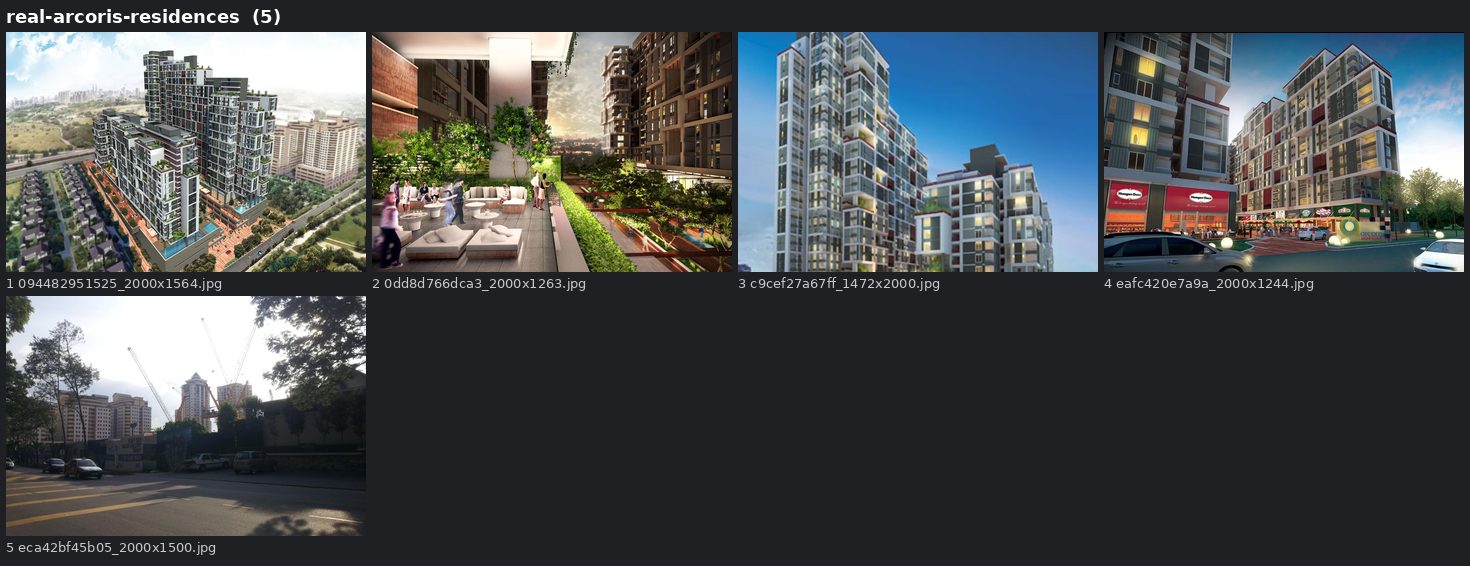 real-arcoris-residences (5)
1 094482951525_2000x1564.jpg
2 0dd8d766dca3_2000x1263.jpg
3 c9cef27a67ff_1472x2000.jpg
4 eafc420e7a9a_2000x1244.jpg
5 eca42bf45b05_2000x1500.jpg